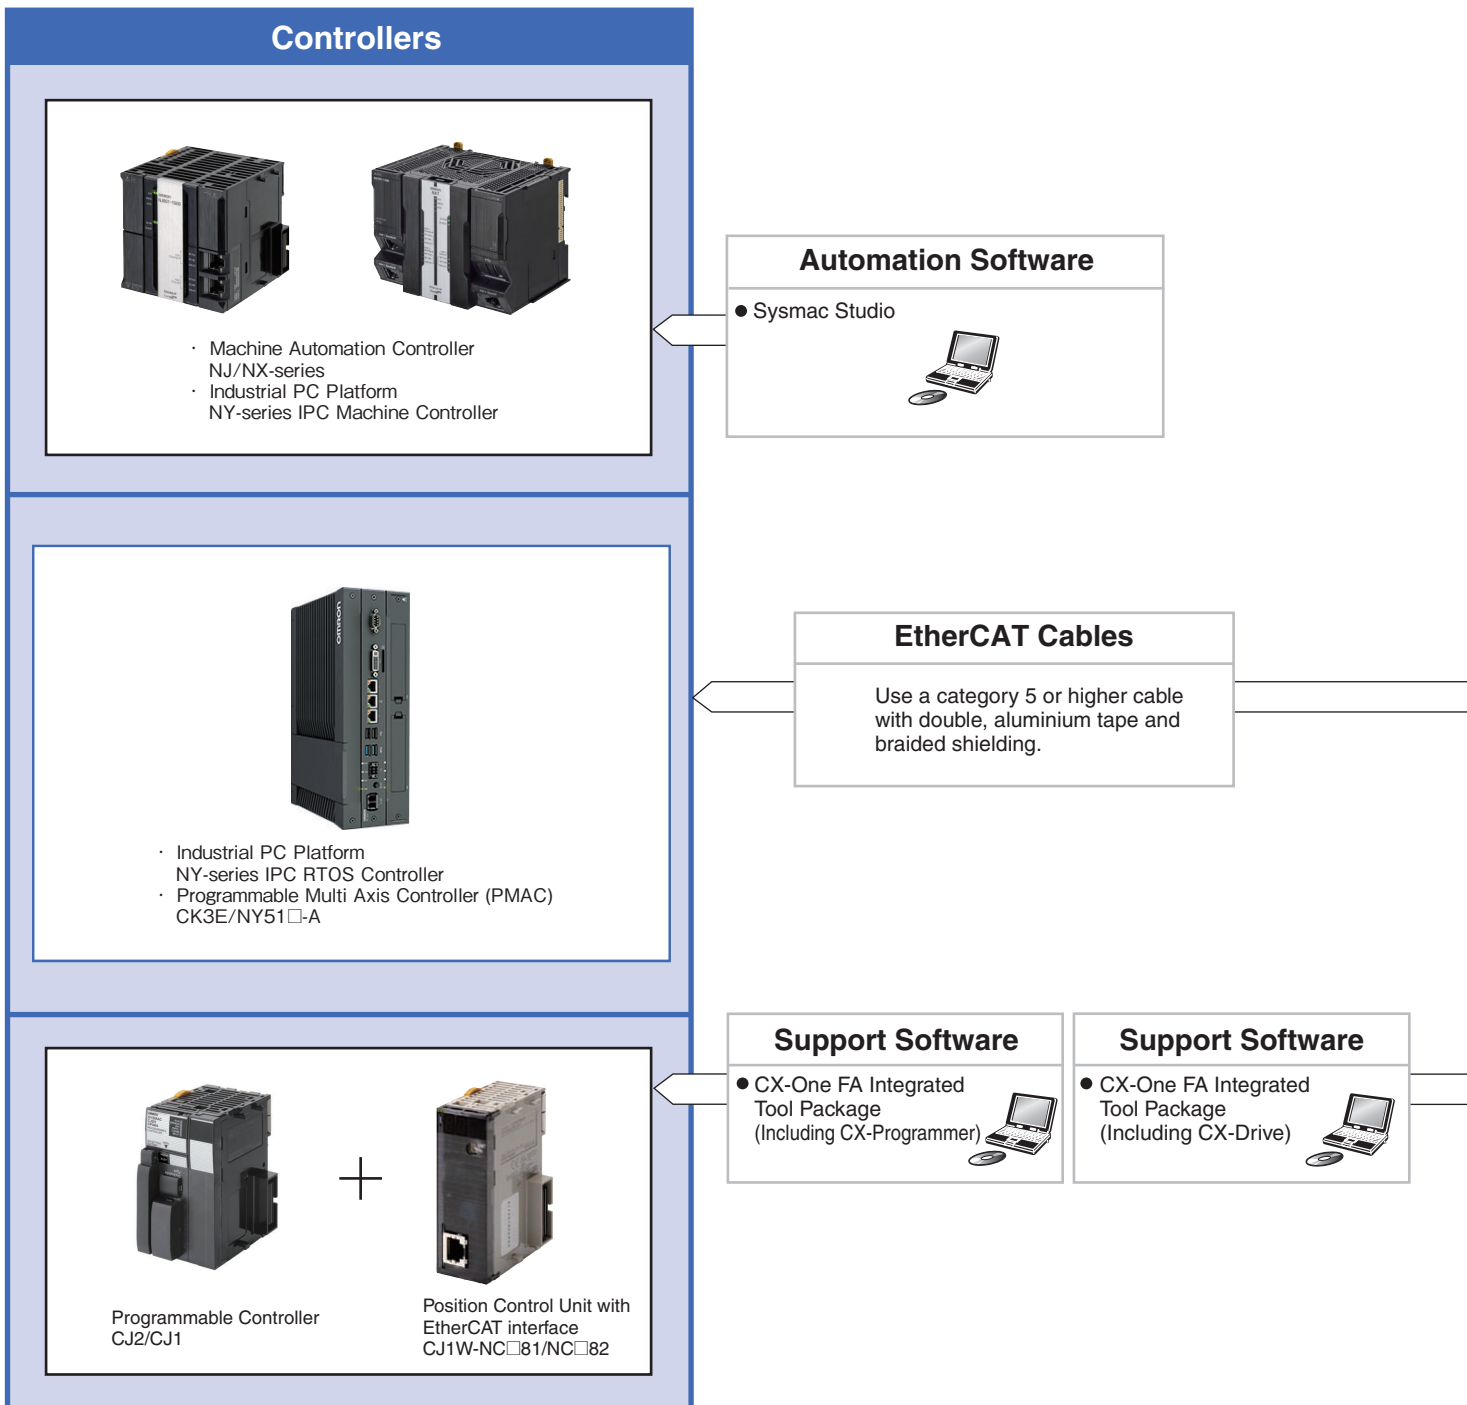 Controllers
· Machine Automation Controller
NJ/NX-series
· Industrial PC Platform
NY-series IPC Machine Controller
Automation Software
● Sysmac Studio
OMRON
· Industrial PC Platform
NY-series IPC RTOS Controller
· Programmable Multi Axis Controller (PMAC)
CK3E/NY51□-A
EtherCAT Cables
Use a category 5 or higher cable
with double, aluminium tape and
braided shielding.
Support Software
● CX-One FA Integrated
Tool Package
(Including CX-Programmer)
Support Software
● CX-One FA Integrated
Tool Package
(Including CX-Drive)
Programmable Controller
CJ2/CJ1
Position Control Unit with
EtherCAT interface
CJ1W-NC□81/NC□82